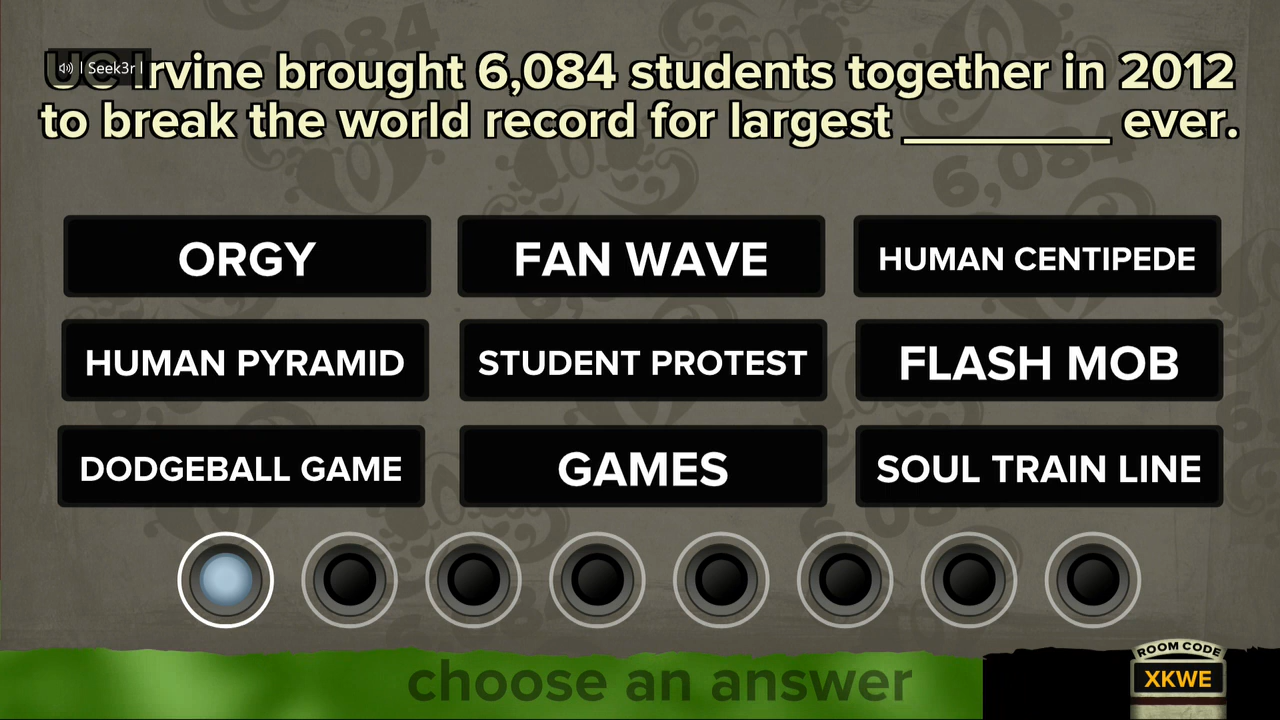 UC Irvine brought 6,084 students together in 2012
Seek3r
to break the world record for largest ________ ever.
ORGY
FAN WAVE
HUMAN CENTIPEDE
HUMAN PYRAMID
STUDENT PROTEST
FLASH MOB
DODGEBALL GAME
GAMES
SOUL TRAIN LINE
choose an answer
ROOM CODE
XKWE